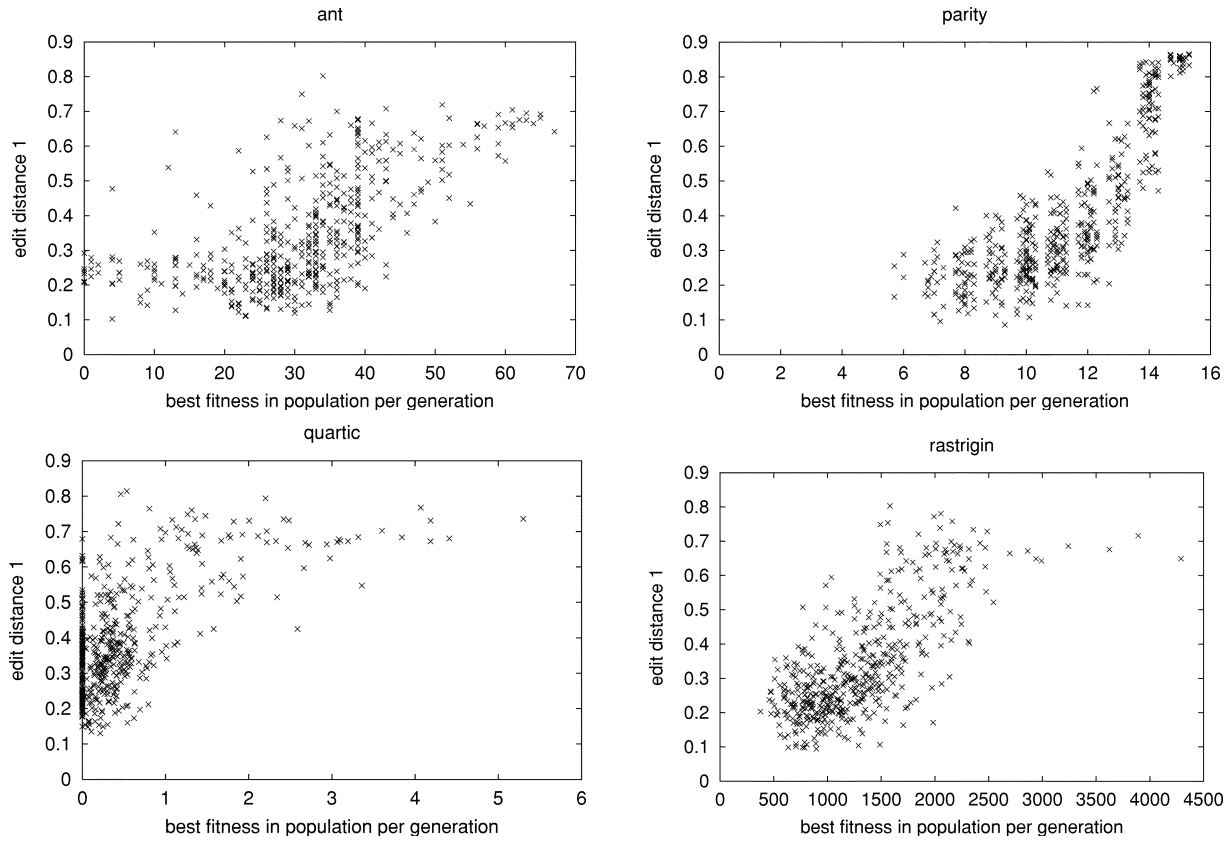 ant
0.9
0.8
0.7
0.6
0.5
0.4
0.3
0.2
0.1
0
edit distance 1
0 10 20 30 40 50 60 70
best fitness in population per generation
parity
0.9
0.8
0.7
0.6
0.5
0.4
0.3
0.2
0.1
0
edit distance 1
0 2 4 6 8 10 12 14 16
best fitness in population per generation
quartic
0.9
0.8
0.7
0.6
0.5
0.4
0.3
0.2
0.1
0
edit distance 1
0 1 2 3 4 5 6
best fitness in population per generation
rastrigin
0.9
0.8
0.7
0.6
0.5
0.4
0.3
0.2
0.1
0
edit distance 1
0 500 1000 1500 2000 2500 3000 3500 4000 4500
best fitness in population per generation